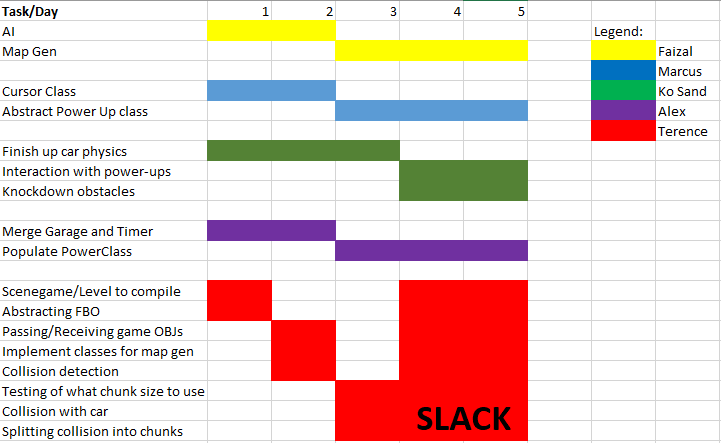 Task/Day 1 2 3 4 5
AI Legend:
Map Gen Faizal
Marcus
Cursor Class Ko Sand
Abstract Power Up class Alex
Terence
Finish up car physics
Interaction with power-ups
Knockdown obstacles
Merge Garage and Timer
Populate PowerClass
Scenegame/Level to compile
Abstracting FBO
Passing/Receiving game OBJs
Implement classes for map gen
Collision detection
Testing of what chunk size to use
Collision with car SLACK
Splitting collision into chunks